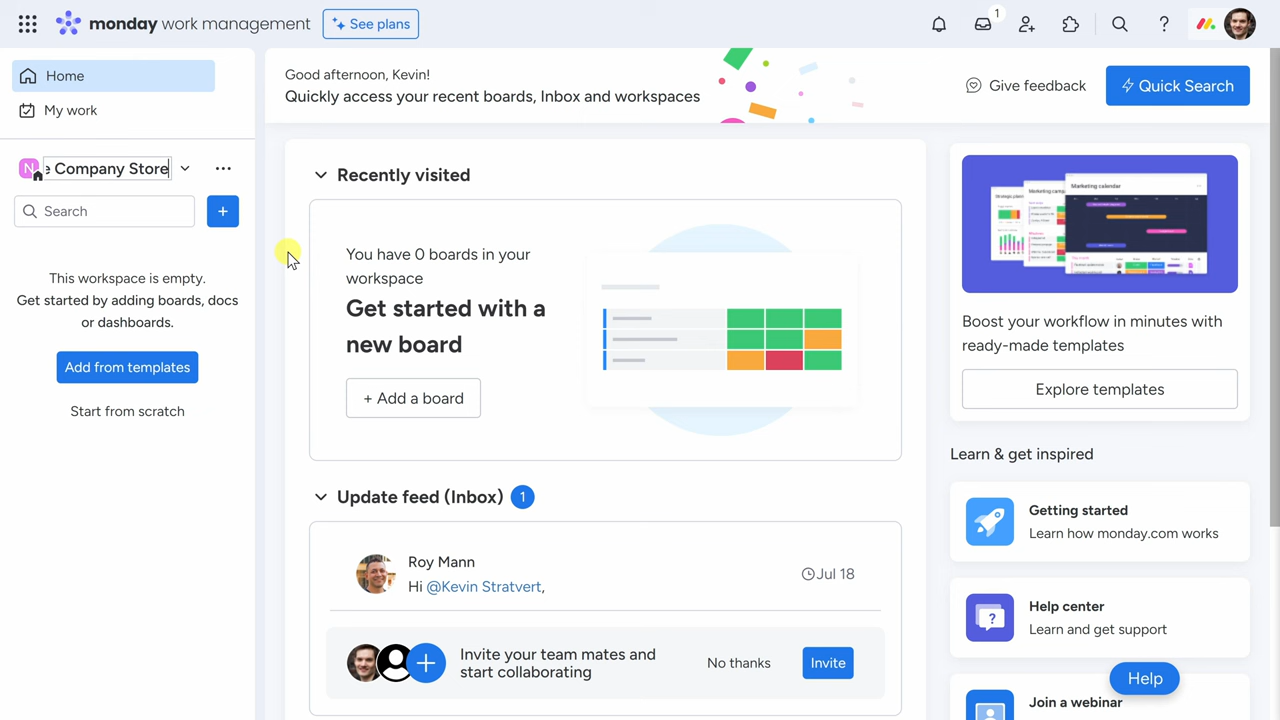 monday work management
See plans
1
Home
My work
Good afternoon, Kevin!
Quickly access your recent boards, Inbox and workspaces
Give feedback
Quick Search
N
e Company Store
Search
+
This workspace is empty.
Get started by adding boards, docs
or dashboards.
Add from templates
Start from scratch
Recently visited
You have 0 boards in your
workspace
Get started with a
new board
+ Add a board
Marketing calendar
Boost your workflow in minutes with
ready-made templates
Explore templates
Learn & get inspired
Getting started
Learn how monday.com works
Help center
Learn and get support
Join a webinar
Help
Update feed (Inbox) 1
Roy Mann
Hi @Kevin Stratvert,
Jul 18
Invite your team mates and
start collaborating
No thanks
Invite